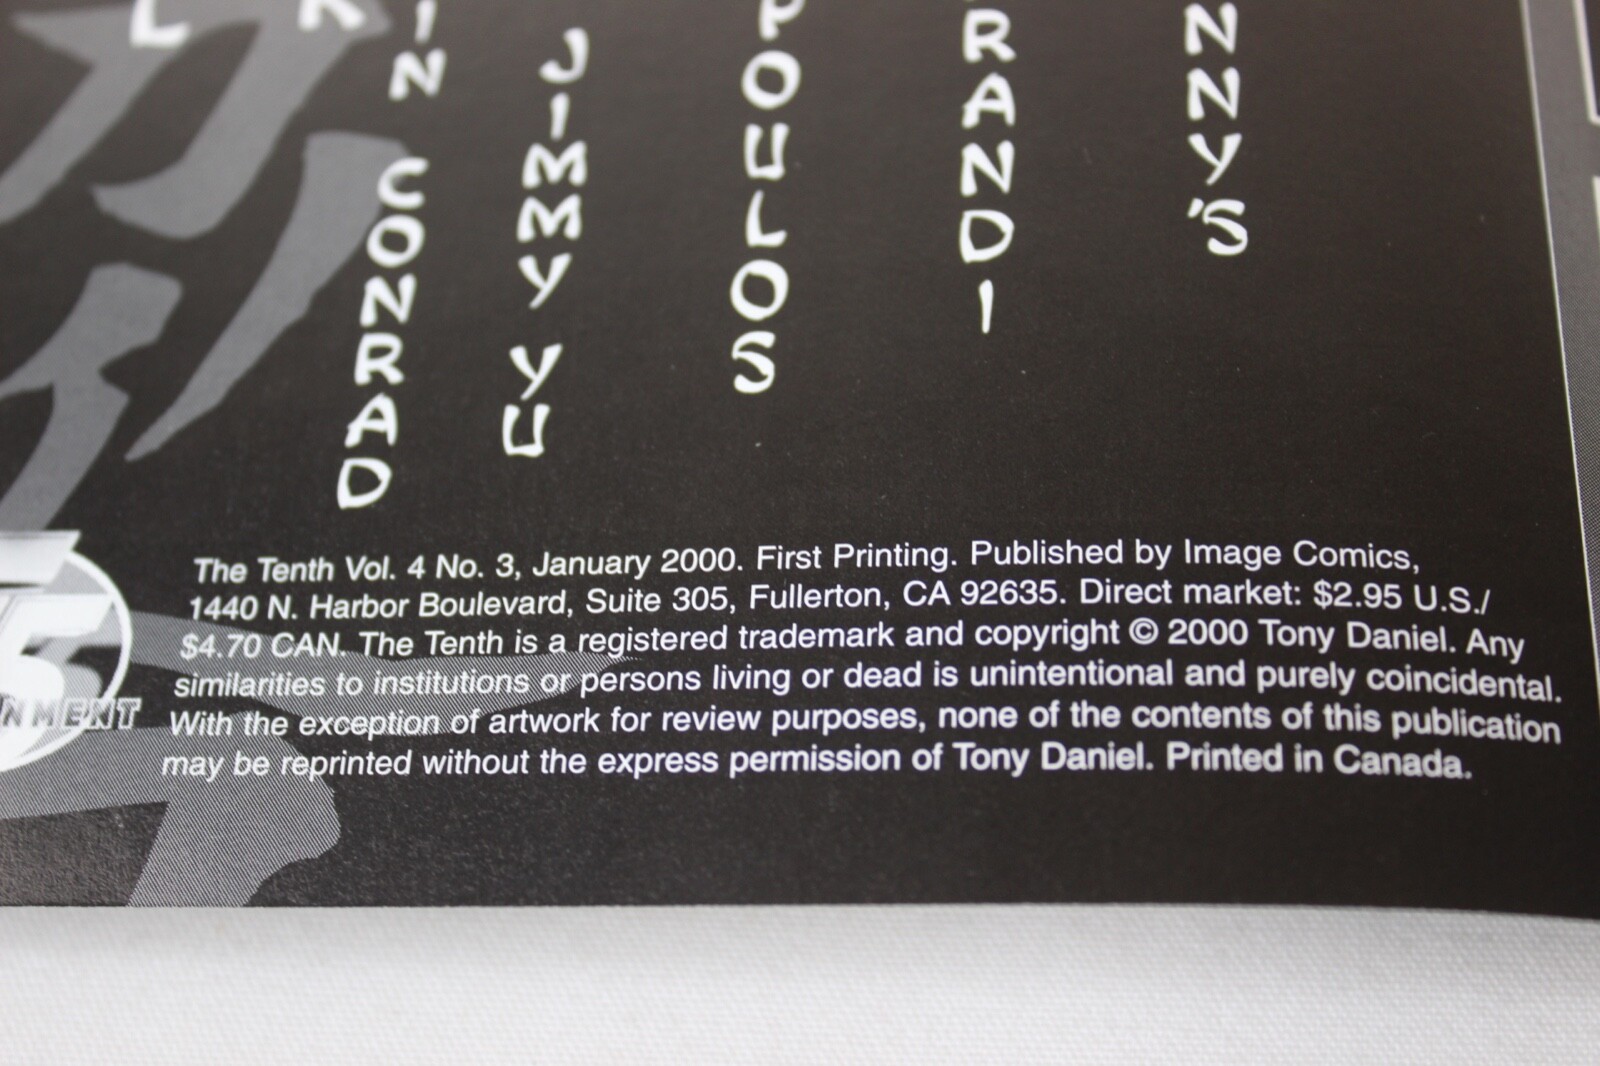 L
K
IN CONRAD
JIMMY YU
POULOS
RANDI
NNY'S
5
NMENT
The Tenth Vol. 4 No. 3, January 2000. First Printing. Published by Image Comics,
1440 N. Harbor Boulevard, Suite 305, Fullerton, CA 92635. Direct market: $2.95 U.S./
$4.70 CAN. The Tenth is a registered trademark and copyright © 2000 Tony Daniel. Any
similarities to institutions or persons living or dead is unintentional and purely coincidental.
With the exception of artwork for review purposes, none of the contents of this publication
may be reprinted without the express permission of Tony Daniel. Printed in Canada.